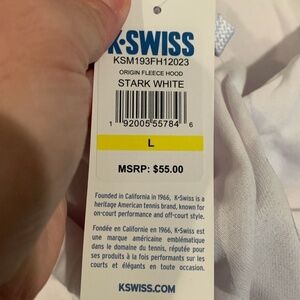 K·SWISS
KSM193FH12023
ORIGIN FLEECE HOOD
STARK WHITE
1 92005 55784 6
L
MSRP: $55.00
Founded in California in 1966, K•Swiss is a
heritage American tennis brand, known for
on-court performance and off-court style.
Fondée en Californie en 1966, K•Swiss est
une marque américaine emblématique
dans le domaine du tennis, réputée pour
ses produits à la fois performants sur les
courts et élégants en toute occasion.
KSWISS.COM